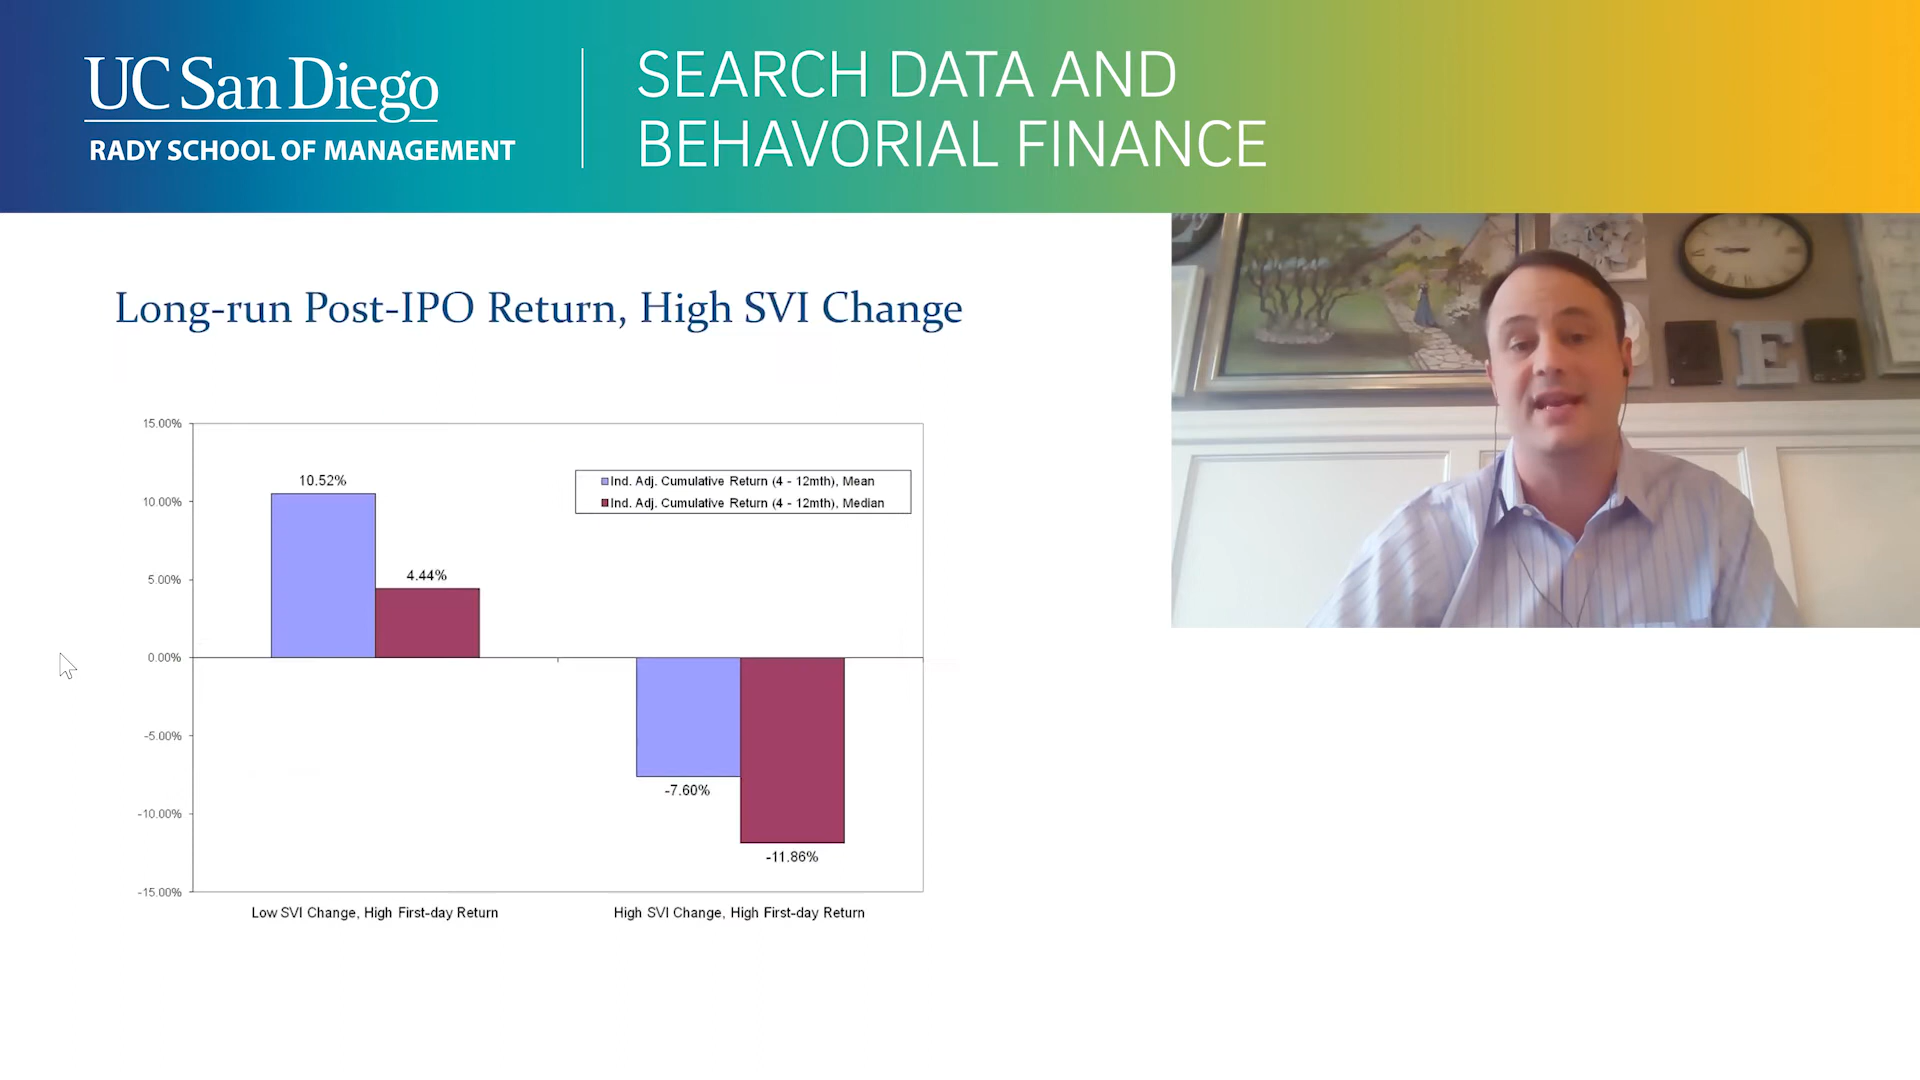 UC San Diego
RADY SCHOOL OF MANAGEMENT
SEARCH DATA AND
BEHAVORIAL FINANCE
Long-run Post-IPO Return, High SVI Change
15.00%
10.00%
5.00%
0.00%
-5.00%
-10.00%
-15.00%
10.52%
4.44%
-7.60%
-11.86%
Ind. Adj. Cumulative Return (4 - 12mth), Mean
Ind. Adj. Cumulative Return (4 - 12mth), Median
Low SVI Change, High First-day Return
High SVI Change, High First-day Return
E